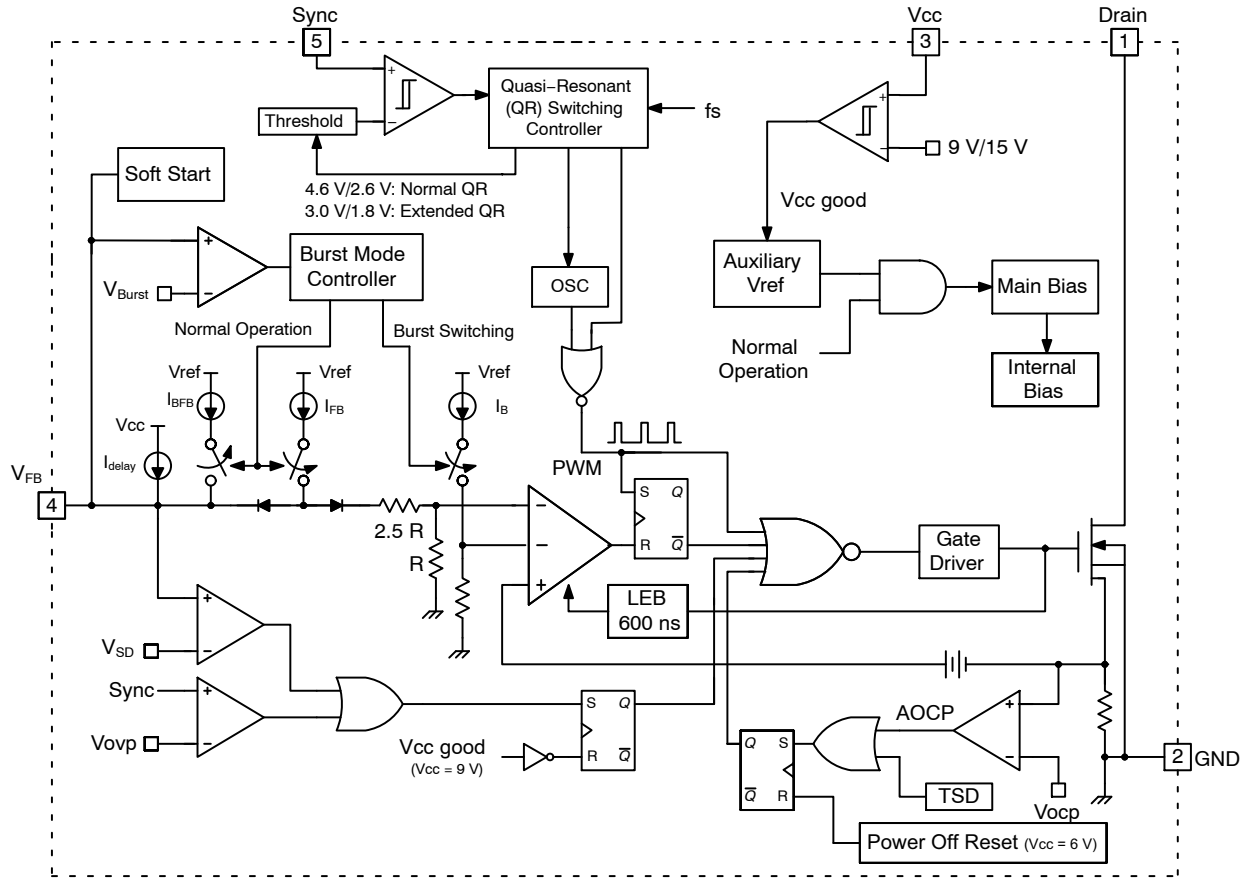 Sync
5
Vcc
3
Drain
1
Quasi−Resonant
(QR) Switching
Controller
+
−
Threshold
fs
+
−
9 V/15 V
Soft Start
4.6 V/2.6 V: Normal QR
3.0 V/1.8 V: Extended QR
Vcc good
+
−
VBurst
Burst Mode
Controller
OSC
Auxiliary
Vref
Main Bias
Normal Operation
Burst Switching
Normal
Operation
Internal
Bias
Vref
IBFB
Vref
IFB
Vref
IB
Vcc
Idelay
VFB
4
PWM
2.5 R
R
−
−
+
S
Q
R
Q
Gate
Driver
LEB
600 ns
+
−
VSD
Sync
Vovp
+
−
S
Q
R
Q
Vcc good
(Vcc = 9 V)
AOCP
+
−
Q
S
Q
R
TSD
Vocp
2
GND
Power Off Reset (Vcc = 6 V)